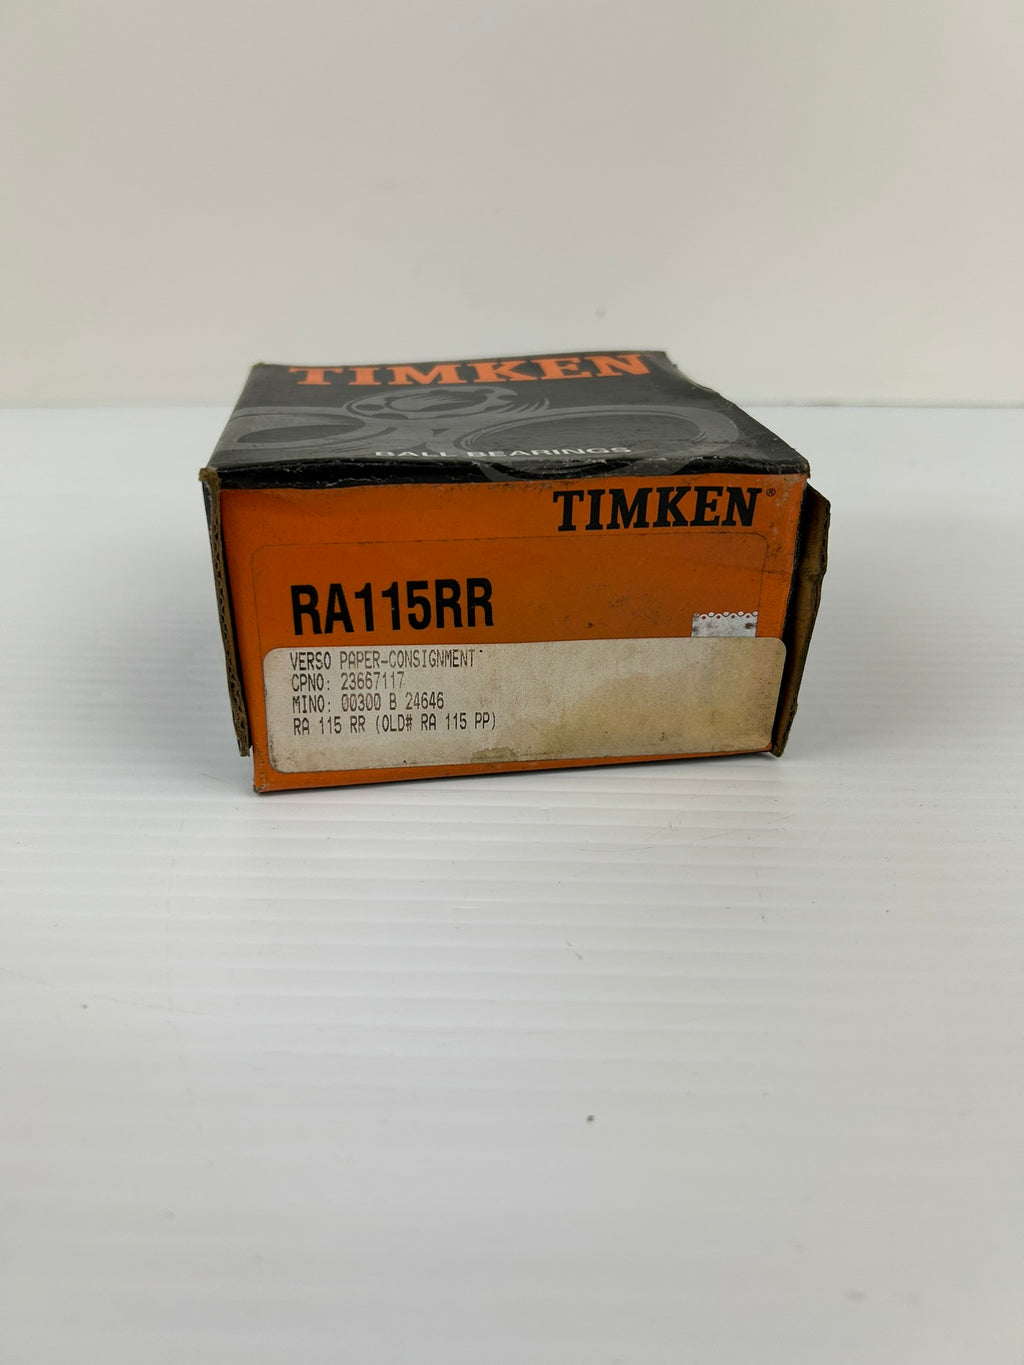 TIMKEN
BALL BEARINGS
TIMKEN®
RA115RR
VERSO PAPER-CONSIGNMENT
CPNO: 23667117
MINO: 00300 B 24646
RA 115 RR (OLD# RA 115 PP)